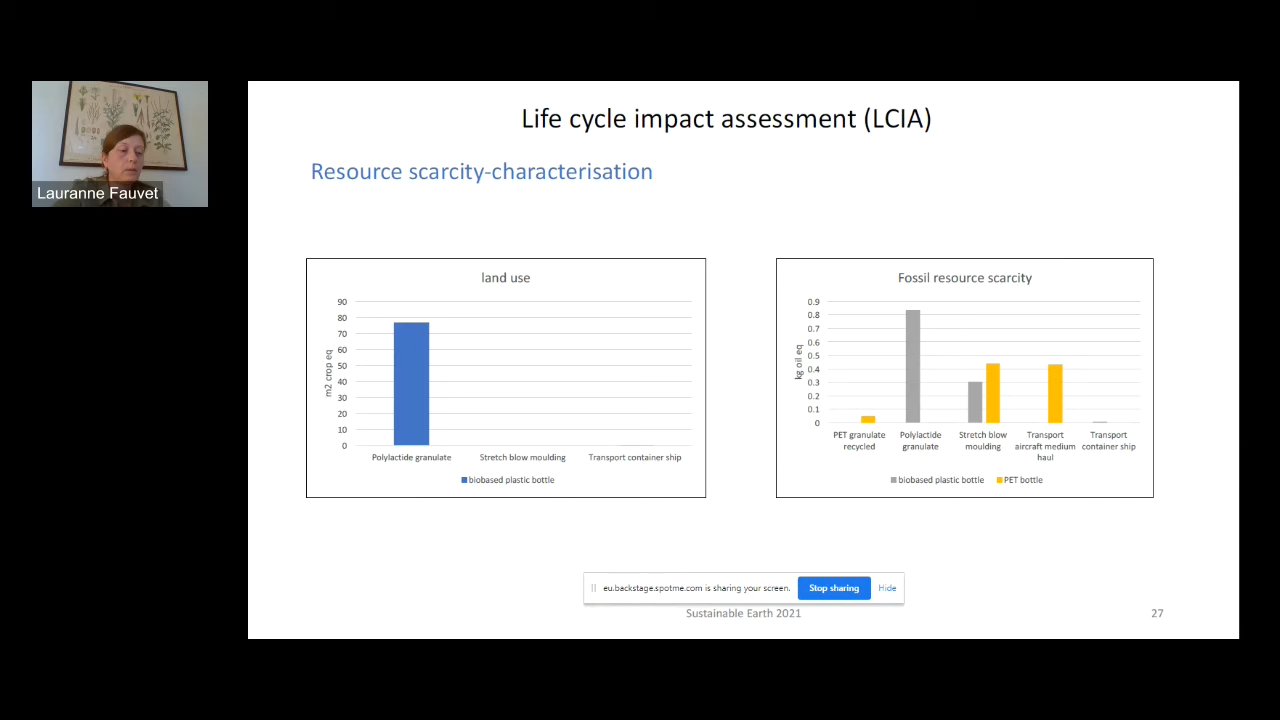 Lauranne Fauvet
Life cycle impact assessment (LCIA)
Resource scarcity-characterisation
land use
m2 crop eq
90
80
70
60
50
40
30
20
10
0
Polylactide granulate
Stretch blow moulding
Transport container ship
biobased plastic bottle
Fossil resource scarcity
kg oil eq
0.9
0.8
0.7
0.6
0.5
0.4
0.3
0.2
0.1
0
PET granulate
recycled
Polylactide
granulate
Stretch blow
moulding
Transport
aircraft medium
haul
Transport
container ship
biobased plastic bottle
PET bottle
eu.backstage.spotme.com is sharing your screen.
Stop sharing
Hide
Sustainable Earth 2021
27